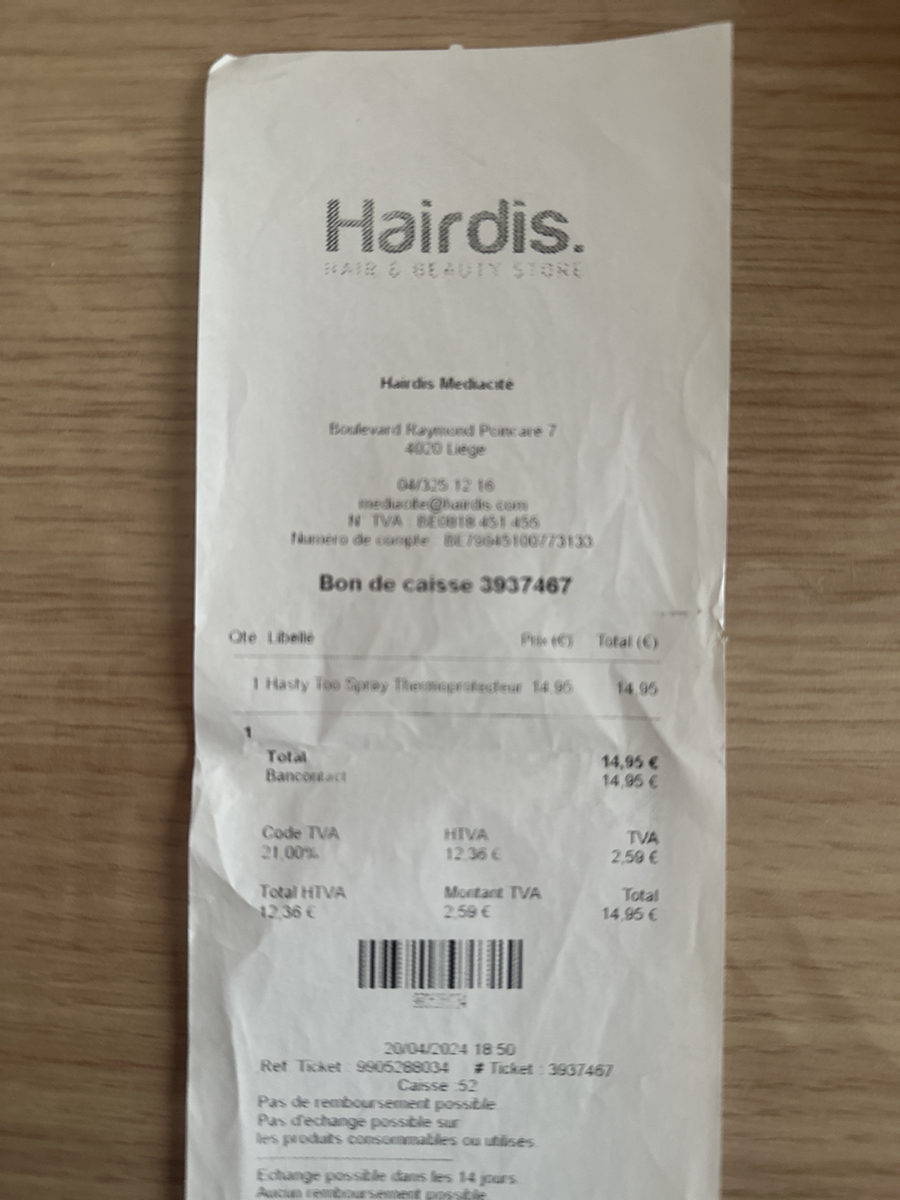 Hairdis.
HAIR & BEAUTY STORE
Hairdis Mediacité
Boulevard Raymond Poincaré 7
4020 Liège
04/325 12 16
mediacite@hairdis.com
N° TVA : BE0818 451 455
Numéro de compte :
Bon de caisse 3937467
Qte Libellé Prix (€) Total (€)
1 Hasty Too Spray Thermoprotecteur 14.95 14.95
1
Total 14,95 €
Bancontact 14,95 €
Code TVA HTVA TVA
21,00% 12,36 € 2,59 €
Total HTVA Montant TVA Total
12,36 € 2,59 € 14,95 €
20/04/2024 18:50
Ref Ticket : 9905288034 # Ticket : 3937467
Caisse :52
Pas de remboursement possible.
Pas d'échange possible sur
les produits consommables ou utilisés.
Echange possible dans les 14 jours.
Aucun remboursement possible